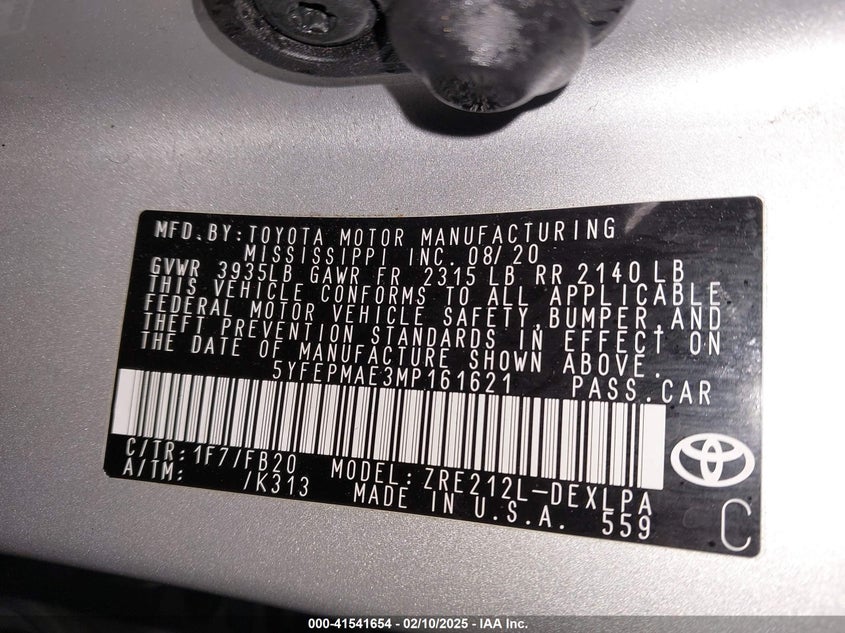 MFD.BY:TOYOTA MOTOR MANUFACTURING
MISSISSIPPI INC. 08/20
GVWR 3935LB GAWR FR 2315 LB RR 2140 LB
THIS VEHICLE CONFORMS TO ALL APPLICABLE
FEDERAL MOTOR VEHICLE SAFETY,BUMPER,AND
THEFT PREVENTION STANDARDS IN EFFECT ON
THE DATE OF MANUFACTURE SHOWN ABOVE.
5YFEPMAE3MP161621 PASS.CAR
C/TR: 1F7/FB20 MODEL: ZRE212L-DEXLPA
A/TM: /K313 MADE IN U.S.A. 559
C
000-41541654 - 02/10/2025 - IAA Inc.